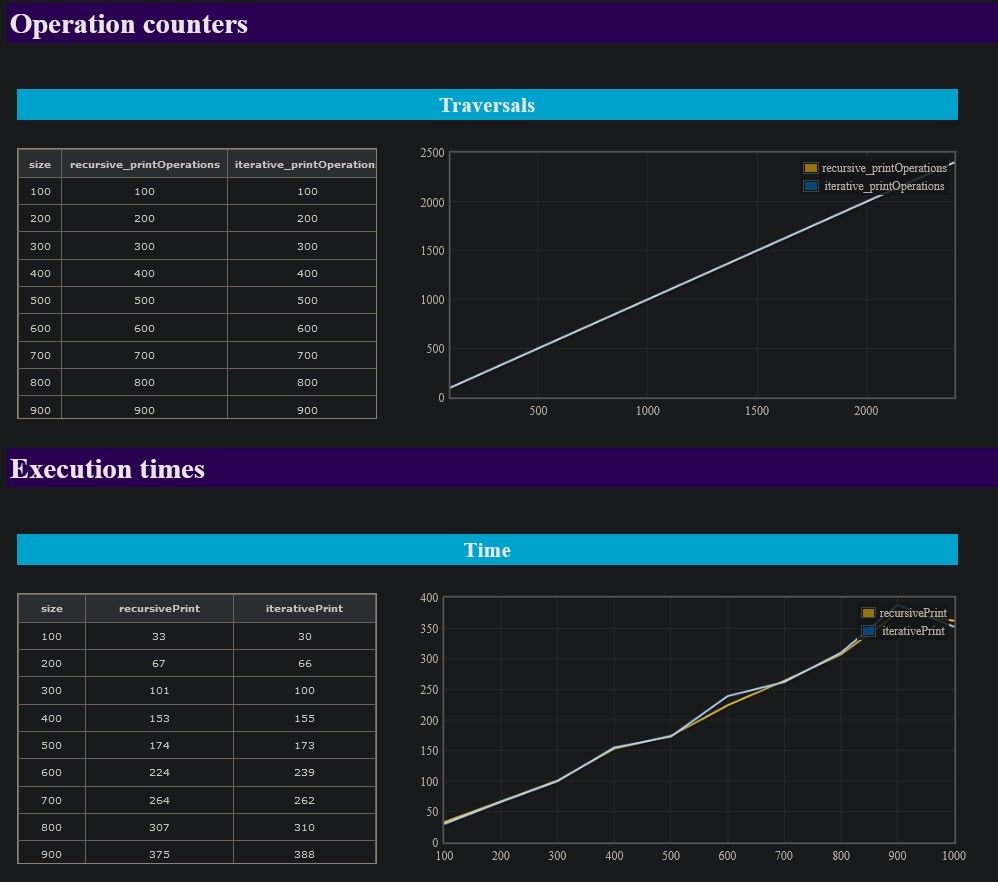 Operation counters
Traversals
size recursive_printOperations iterative_printOperation
100 100 100
200 200 200
300 300 300
400 400 400
500 500 500
600 600 600
700 700 700
800 800 800
900 900 900
2500
2000
1500
1000
500
0
recursive_printOperations
iterative_printOperations
500 1000 1500 2000
Execution times
Time
size recursivePrint iterativePrint
100 33 30
200 67 66
300 101 100
400 153 155
500 174 173
600 224 239
700 264 262
800 307 310
900 375 388
400
350
300
250
200
150
100
50
0
recursivePrint
iterativePrint
100 200 300 400 500 600 700 800 900 1000